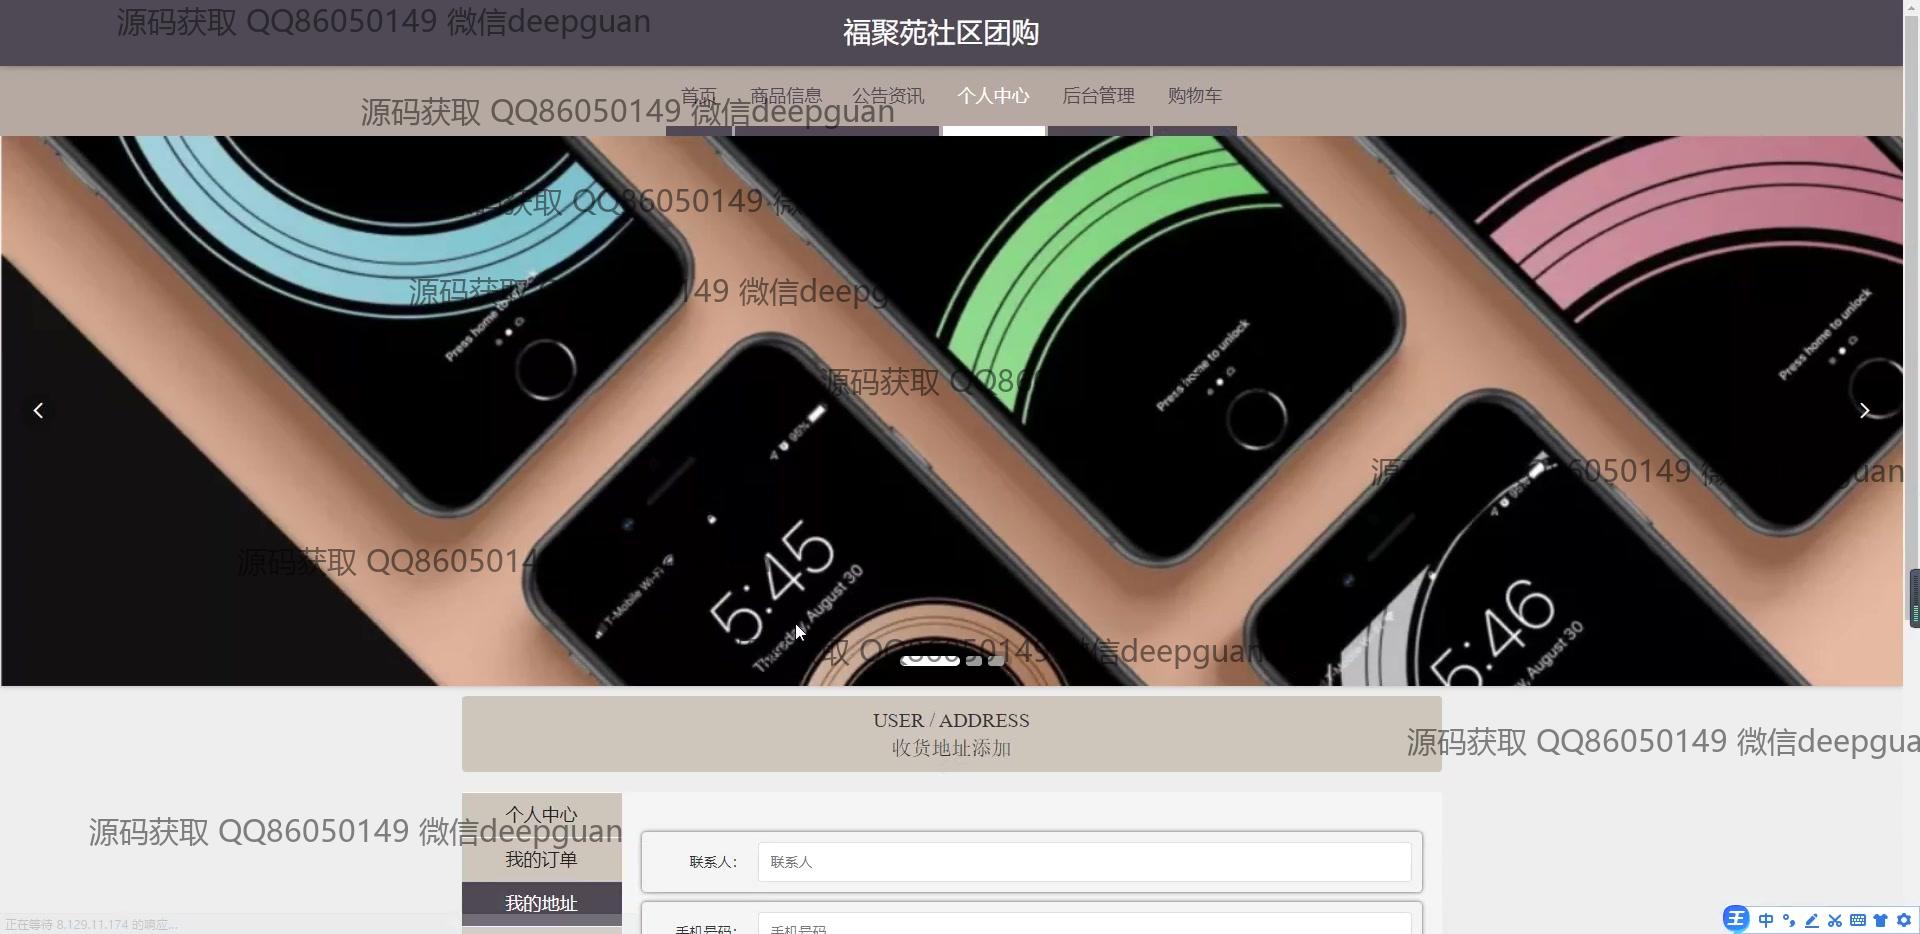 源码获取 QQ86050149 微信deepguan
福聚苑社区团购
首页 商品信息 公告资讯 个人中心 后台管理 购物车
源码获取 QQ86050149 微信deepguan
源码获取 QQ86050149
源码获取 149 微信deepg
Press home to unlock
Press home to unlock
Press home to unlock
源码获取 QQ86
95%
95%
6050149
guan
源码获取 QQ8605014
T-Mobile Wi-Fi
5:45
Thursday, August 30
5:46
August 30
取 QQ86050149 微信deepguan
USER / ADDRESS
收货地址添加
源码获取 QQ86050149 微信deepgua
个人中心
源码获取 QQ86050149 微信deepguan
我的订单
我的地址
联系人：
联系人
手机号码：
手机号码
正在等待 8.129.11.174 的响应...
王 中